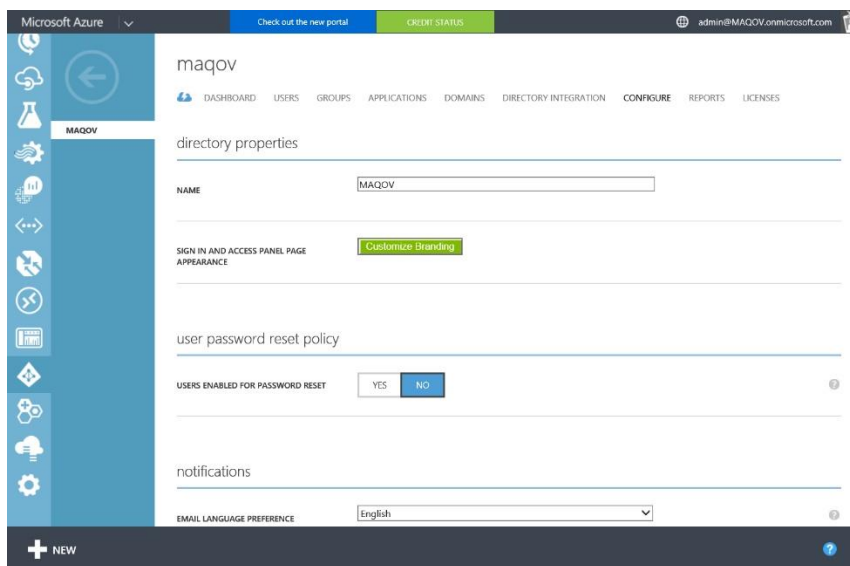 Microsoft Azure
Check out the new portal
CREDIT STATUS
admin@MAQOV.onmicrosoft.com
maqov
DASHBOARD USERS GROUPS APPLICATIONS DOMAINS DIRECTORY INTEGRATION CONFIGURE REPORTS LICENSES
MAQOV
directory properties
NAME
MAQOV
SIGN IN AND ACCESS PANEL PAGE
APPEARANCE
Customize Branding
user password reset policy
USERS ENABLED FOR PASSWORD RESET
YES NO
?
notifications
EMAIL LANGUAGE PREFERENCE
English
?
NEW
?